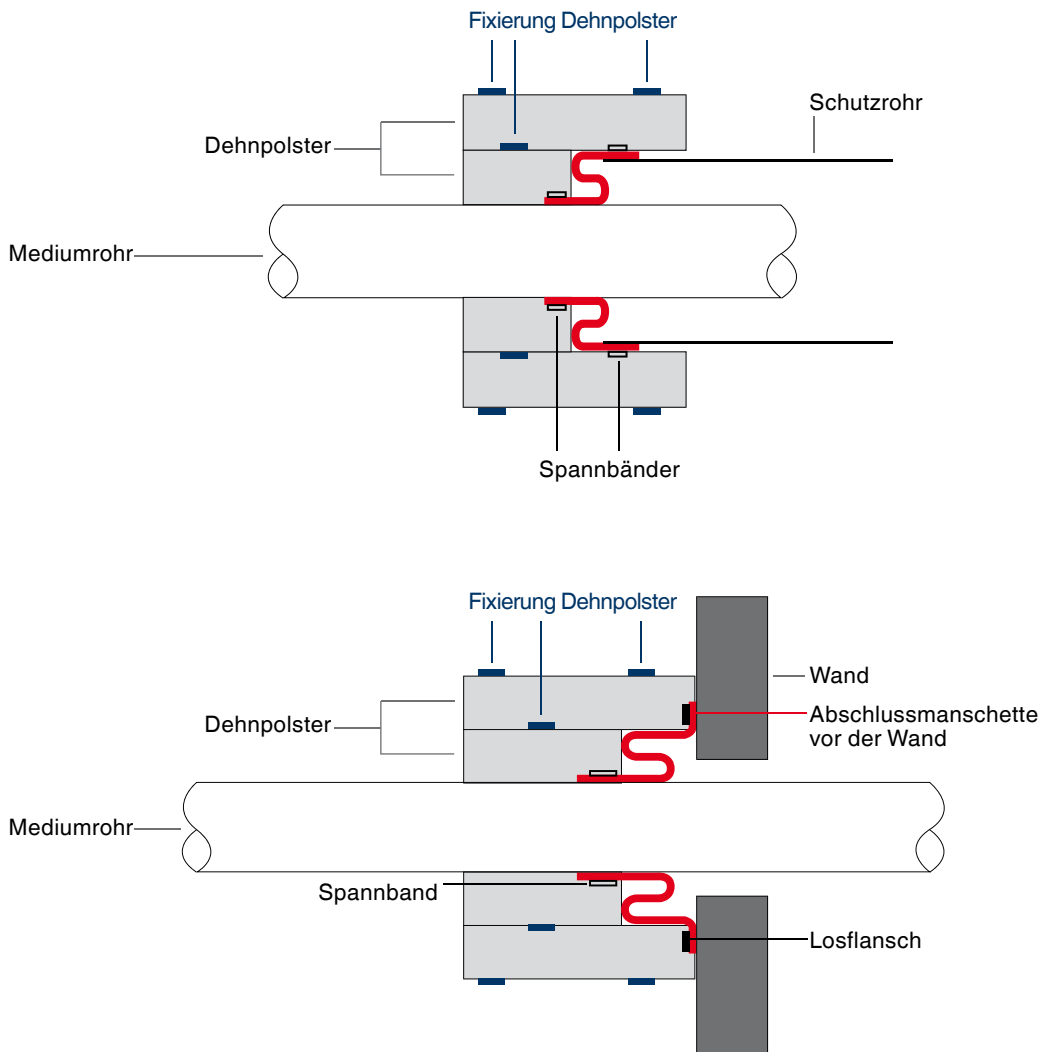 Fixierung Dehnpolster
Schutzrohr
Dehnpolster
Mediumrohr
Spannbänder
Fixierung Dehnpolster
Wand
Abschlussmanschette
vor der Wand
Dehnpolster
Mediumrohr
Spannband
Losflansch